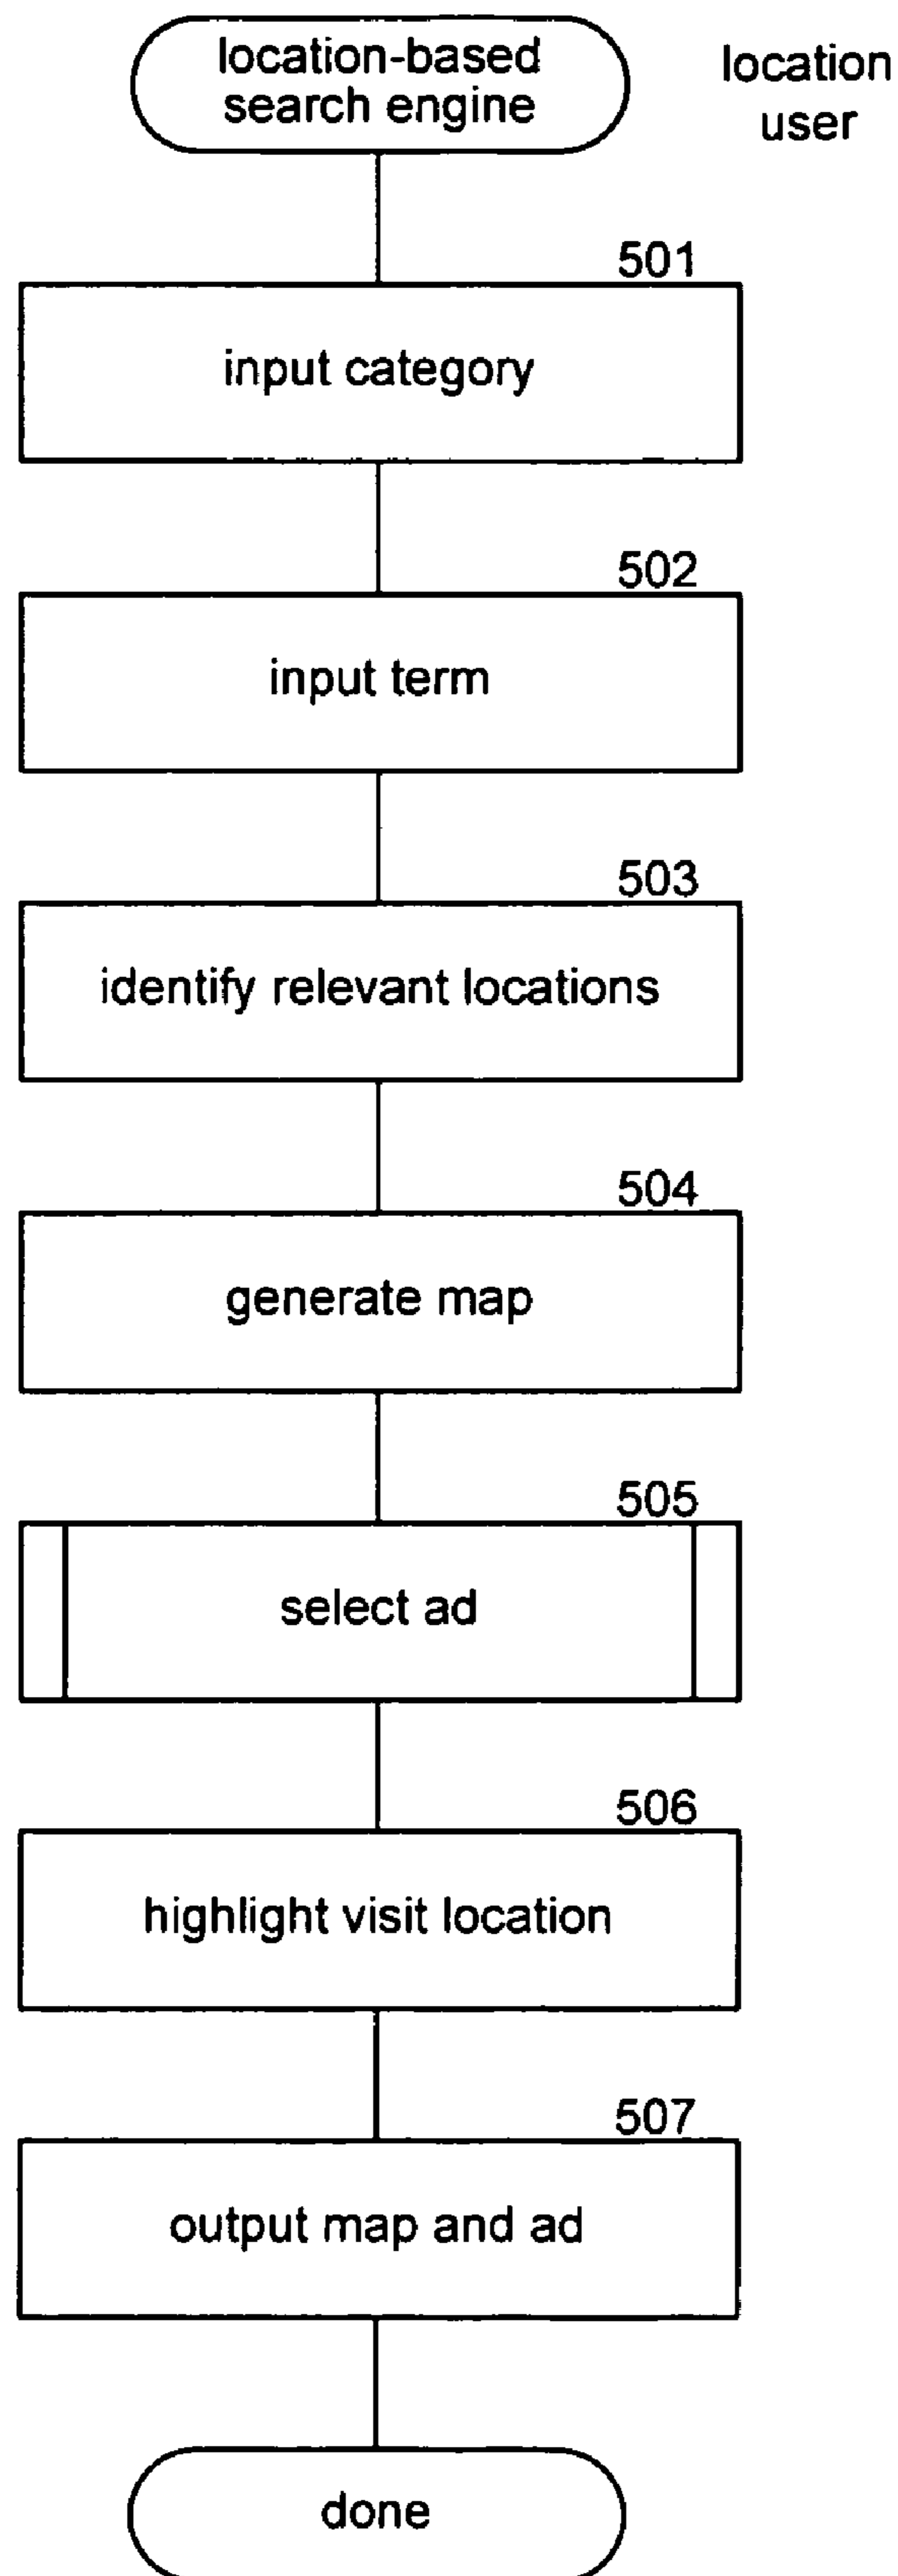 location-based
search engine
location
user
501
input category
502
input term
503
identify relevant locations
504
generate map
505
select ad
506
highlight visit location
507
output map and ad
done